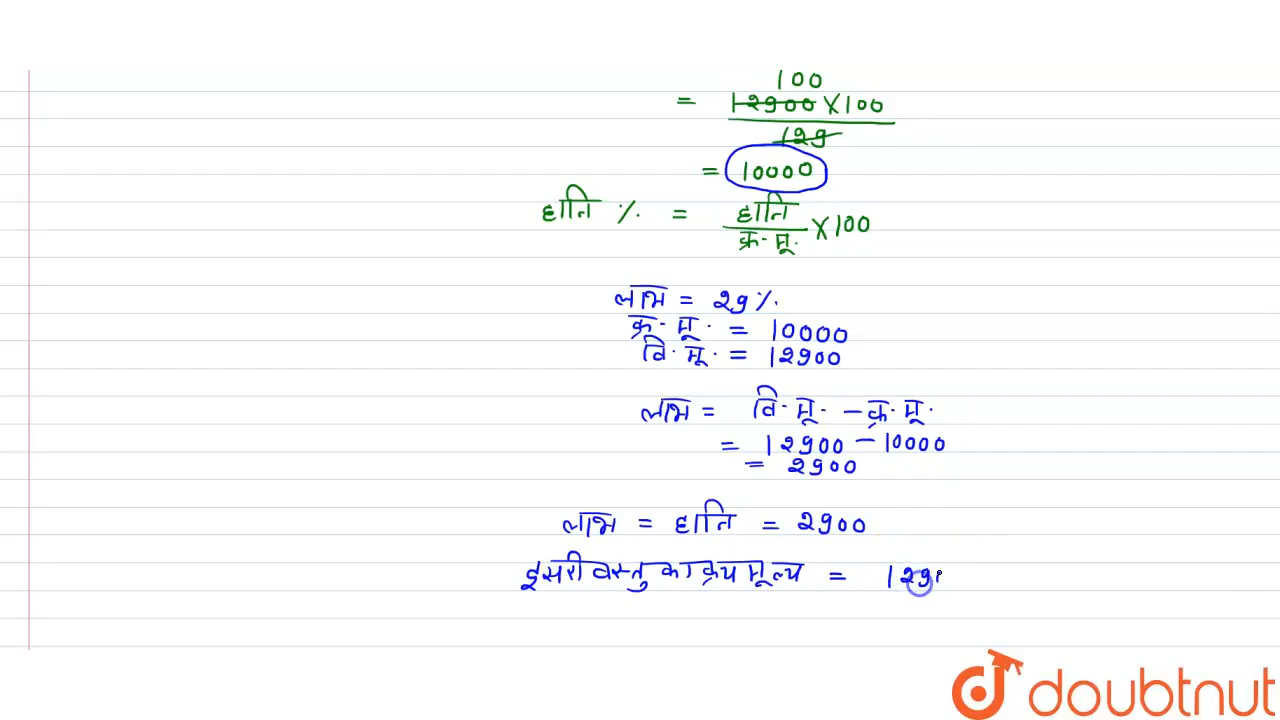 100
= 12900 × 100
129
= 10000
हानि % = हानि × 100
क्र. मू.
लाभ = 29 %
क्र. मू. = 10000
वि. मू. = 12900
लाभ = वि. मू. - क्र. मू.
= 12900 - 10000
= 2900
लाभ = हानि = 2900
दुसरी वस्तु का क्रय मूल्य = 129
doubtnut